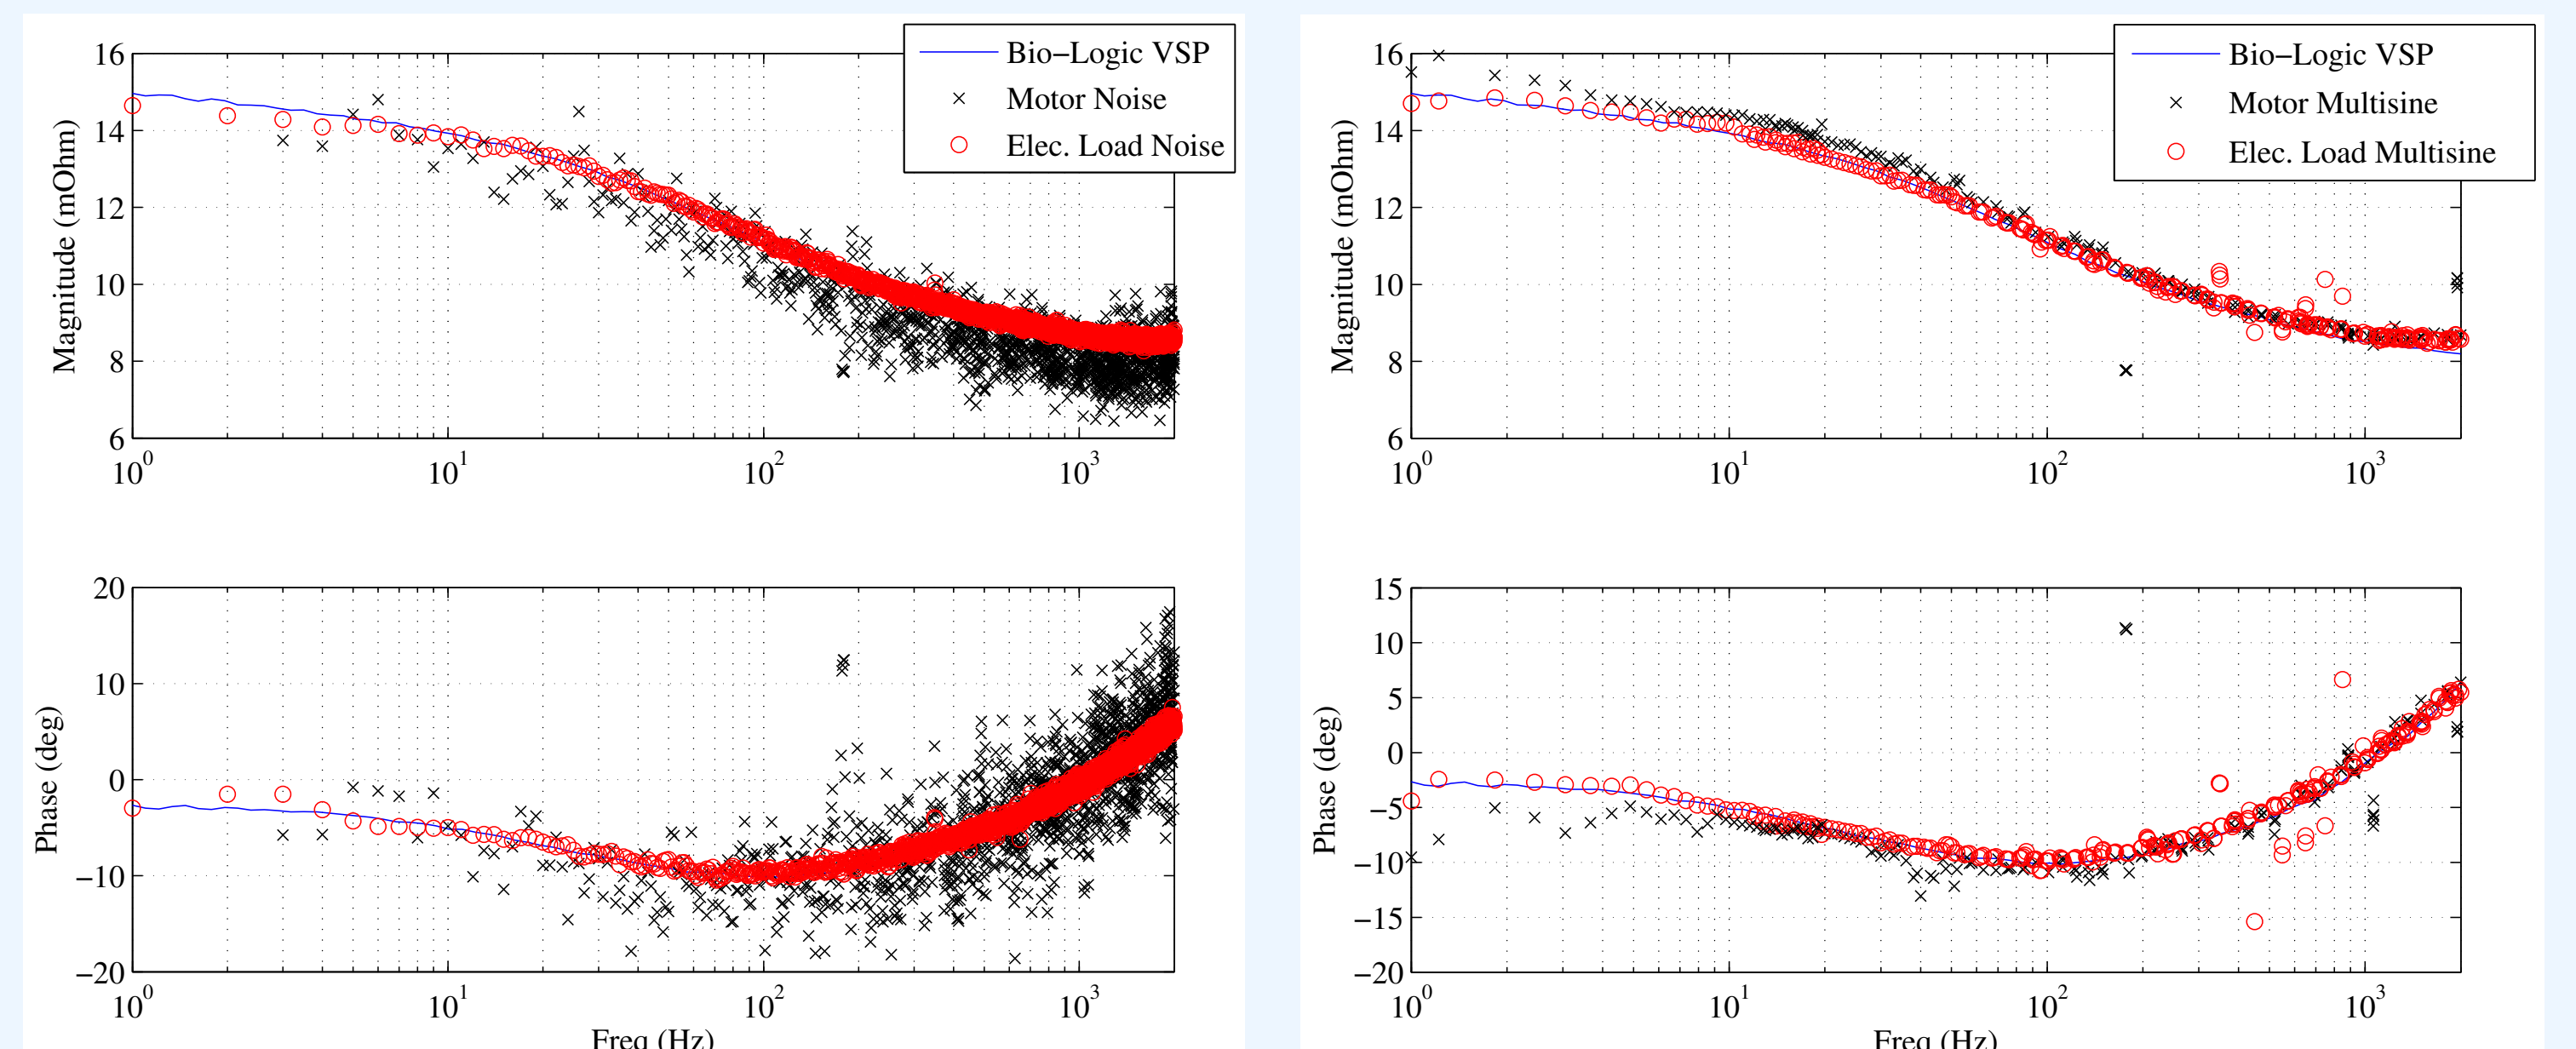 16
14
12
10
8
6
Magnitude (mOhm)
10^0 10^1 10^2 10^3
Bio−Logic VSP
Motor Noise
Elec. Load Noise
20
10
0
−10
−20
Phase (deg)
10^0 10^1 10^2 10^3
Freq (Hz)
16
14
12
10
8
6
Magnitude (mOhm)
10^0 10^1 10^2 10^3
Bio−Logic VSP
Motor Multisine
Elec. Load Multisine
15
10
5
0
−5
−10
−15
−20
Phase (deg)
10^0 10^1 10^2 10^3
Freq (Hz)